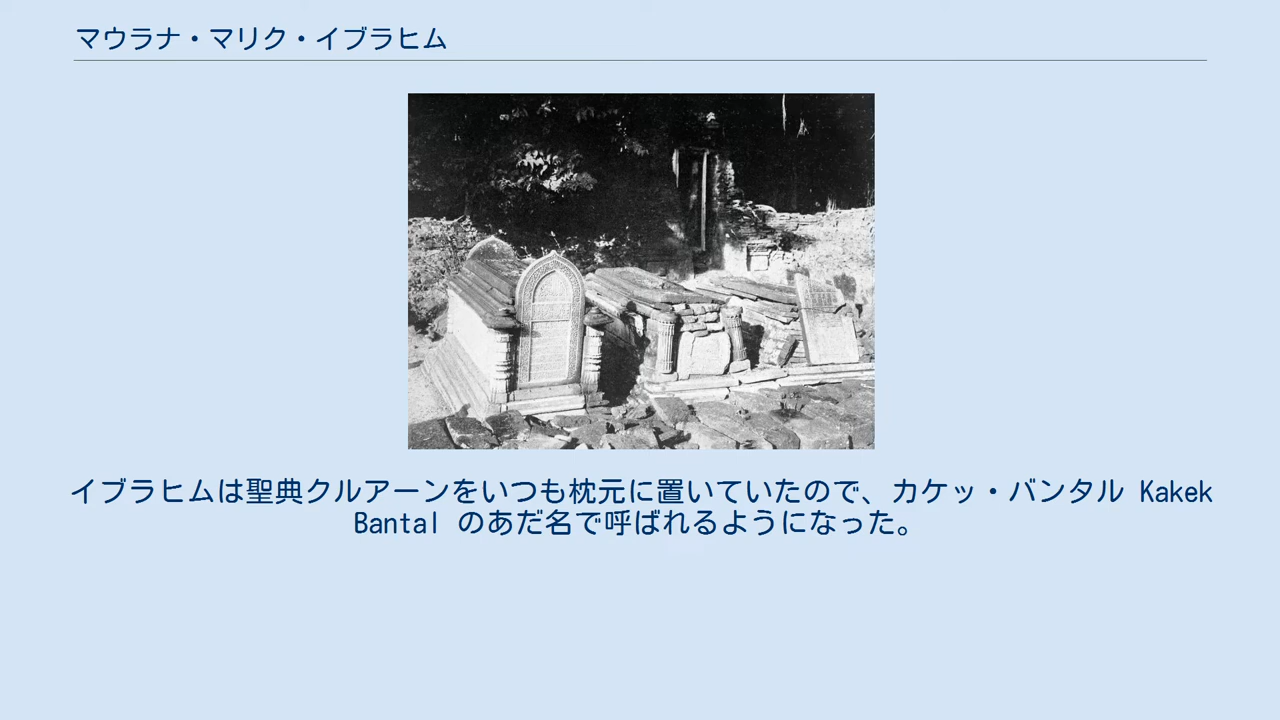 マウラナ・マリク・イブラヒム
イブラヒムは聖典クルアーンをいつも枕元に置いていたので、カケッ・バンタル Kakek
Bantal のあだ名で呼ばれるようになった。